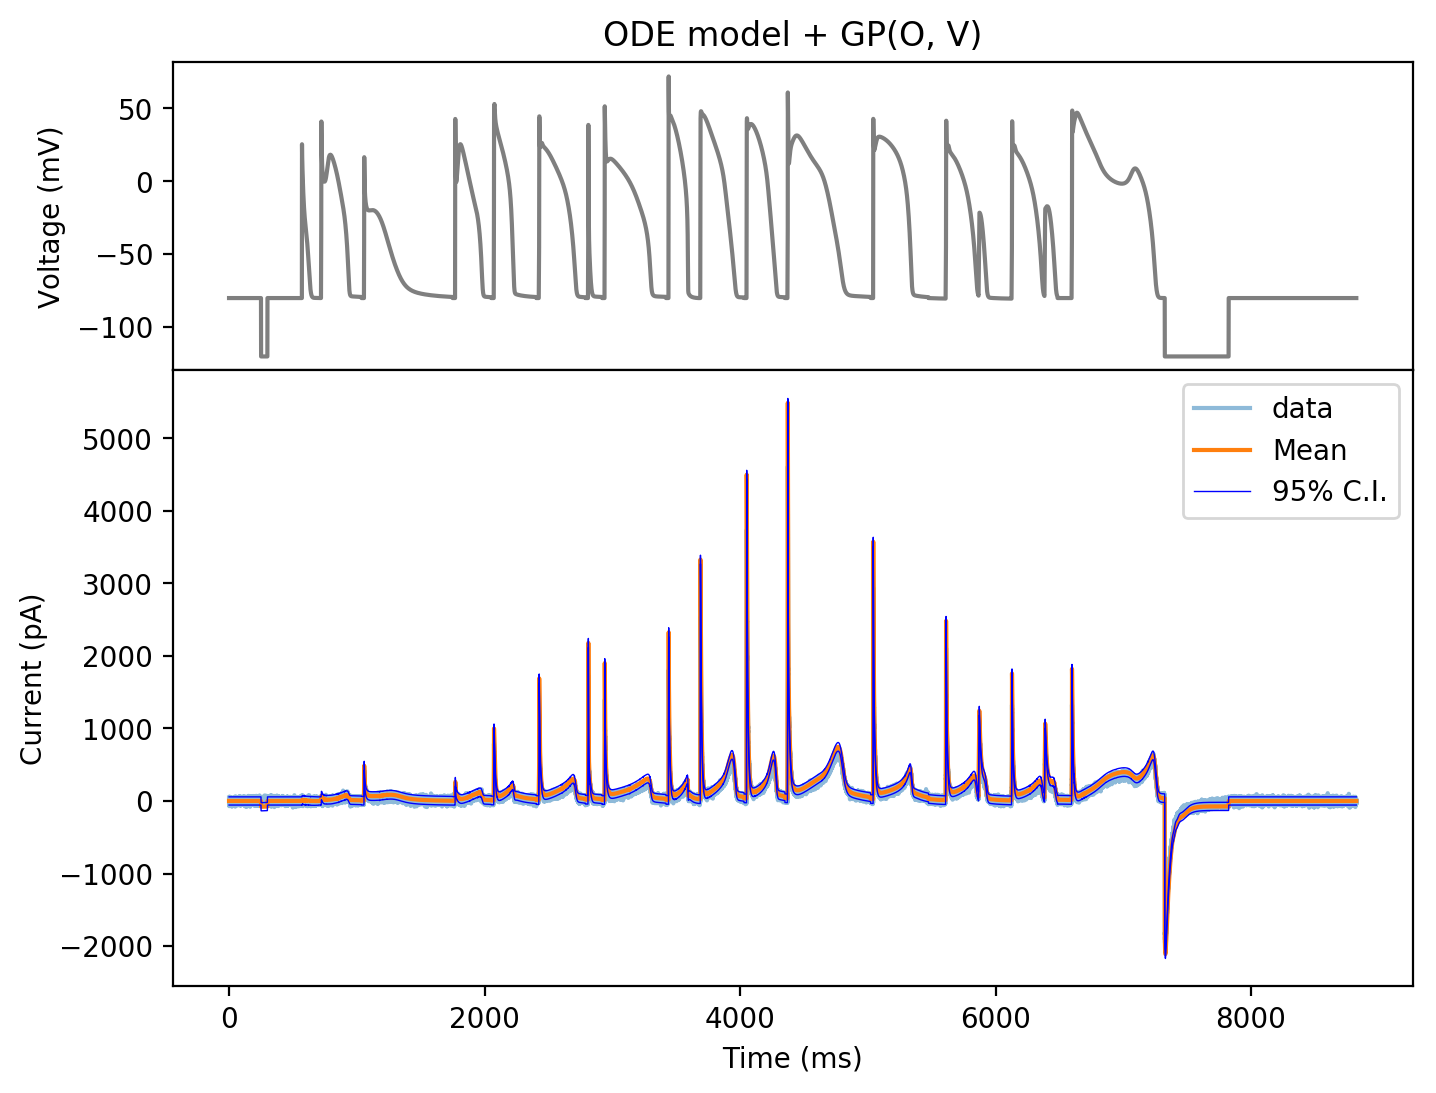 ODE model + GP(O, V)
Voltage (mV)
50
0
−50
−100
Current (pA)
5000
4000
3000
2000
1000
0
−1000
−2000
data
Mean
95% C.I.
0 2000 4000 6000 8000
Time (ms)